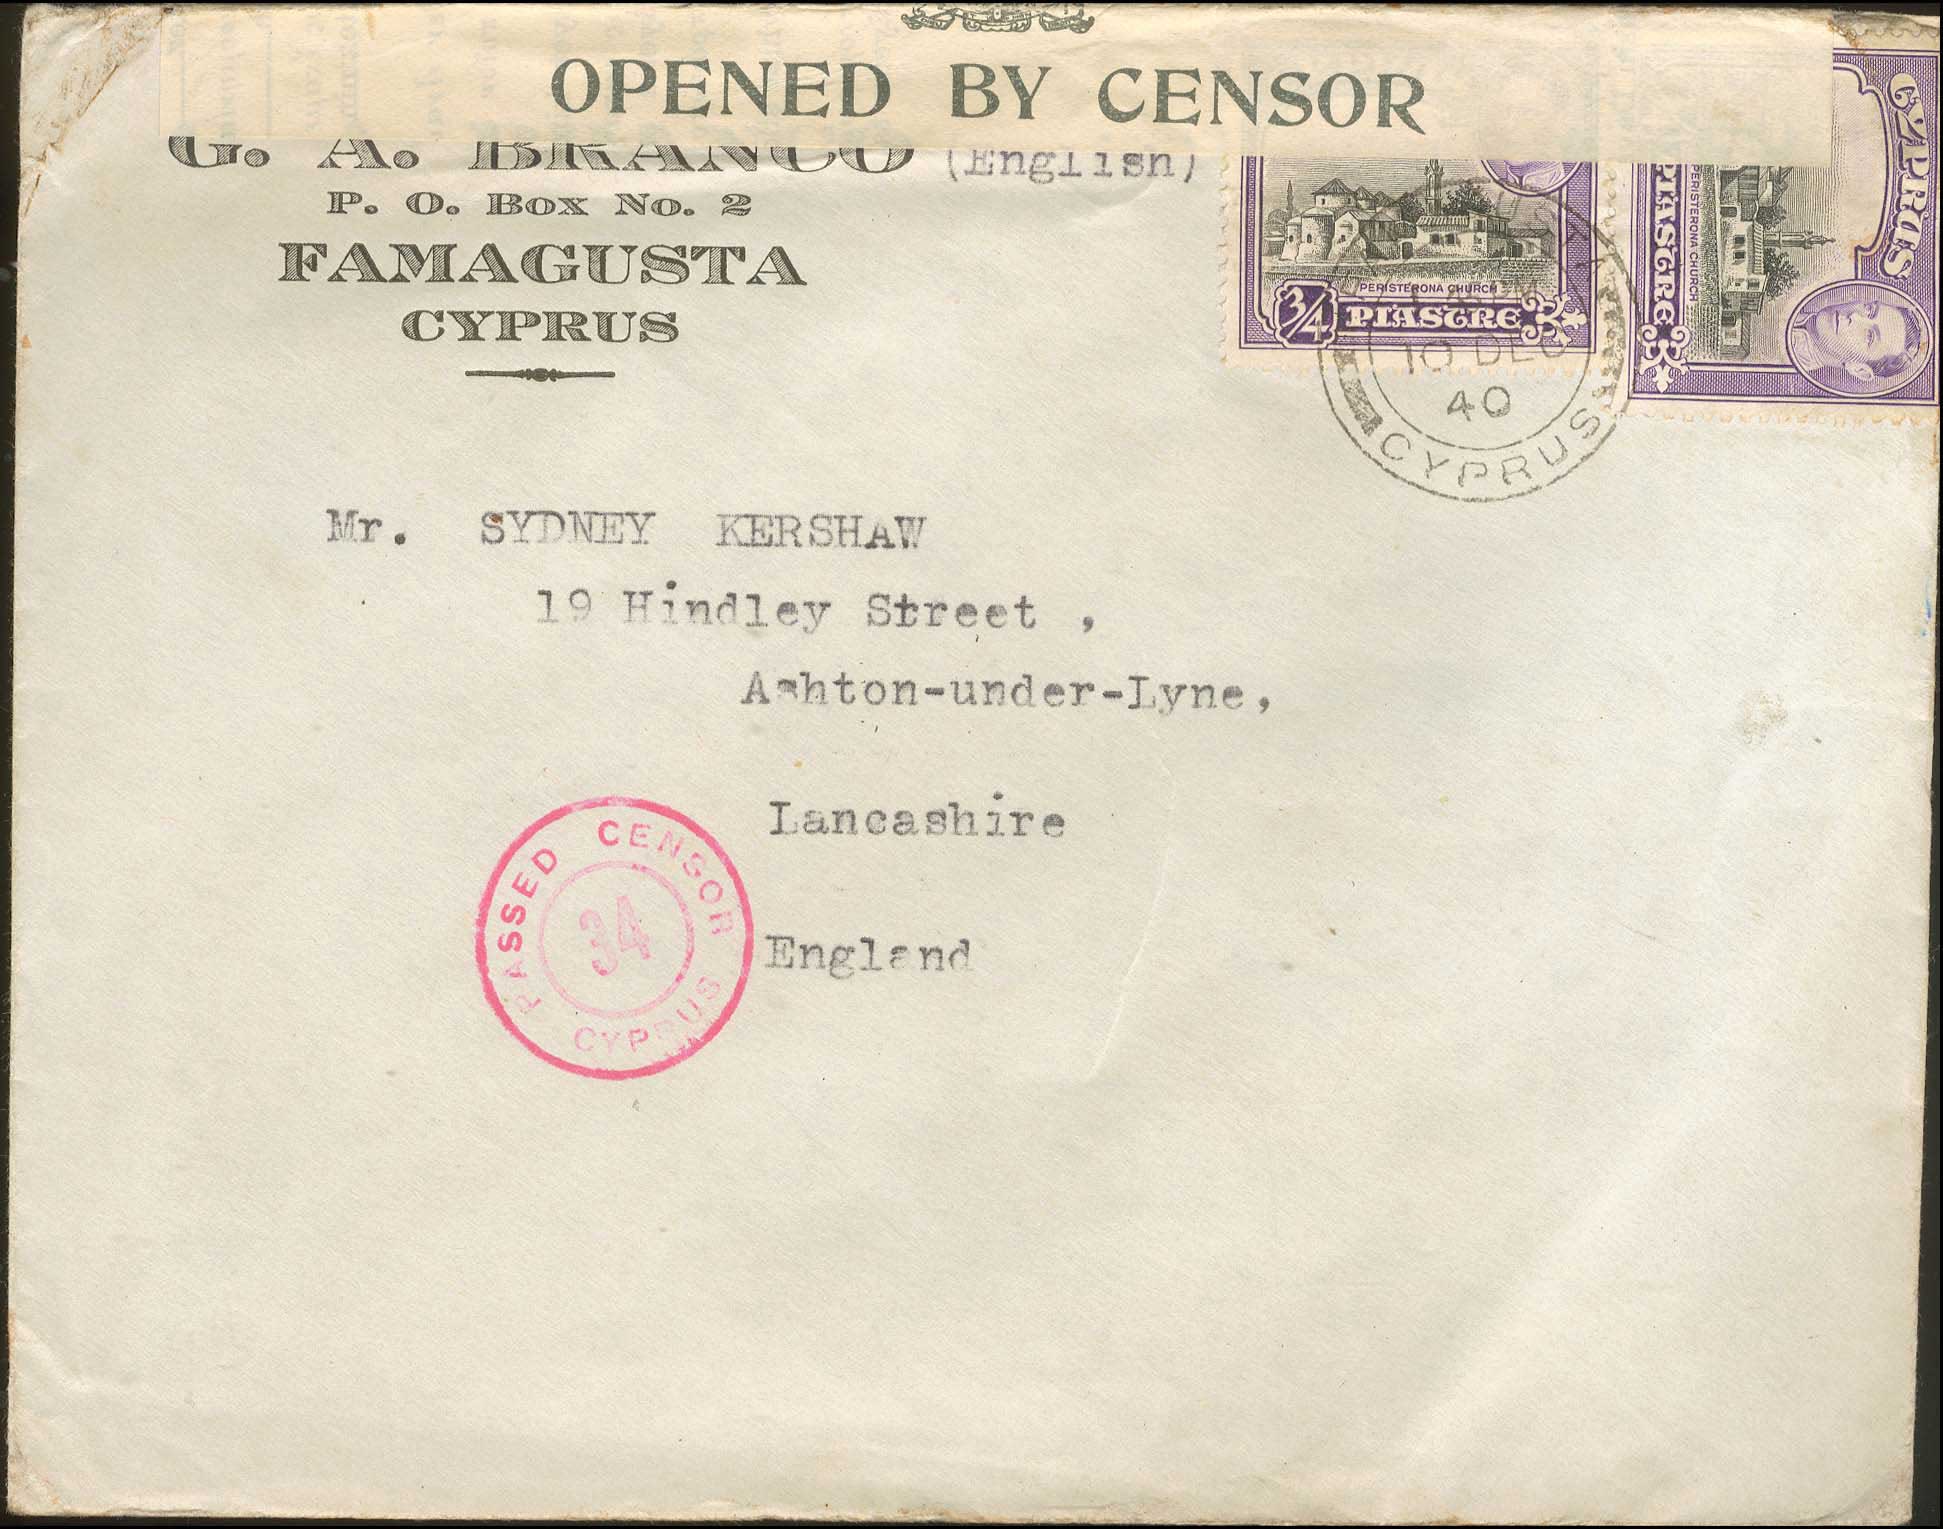 OPENED BY CENSOR
G. A. BRANCO (English)
P. O. Box No. 2
FAMAGUSTA
CYPRUS
PERISTERONA CHURCH
3/4 PIASTRE
CYPRUS
PERISTERONA CHURCH
PIASTRE
10 DEC
40
CYPRUS
Mr. SYDNEY KERSHAW
19 Hindley Street ,
Ashton-under-Lyne,
Lancashire
England
PASSED CENSOR
34
CYPRUS